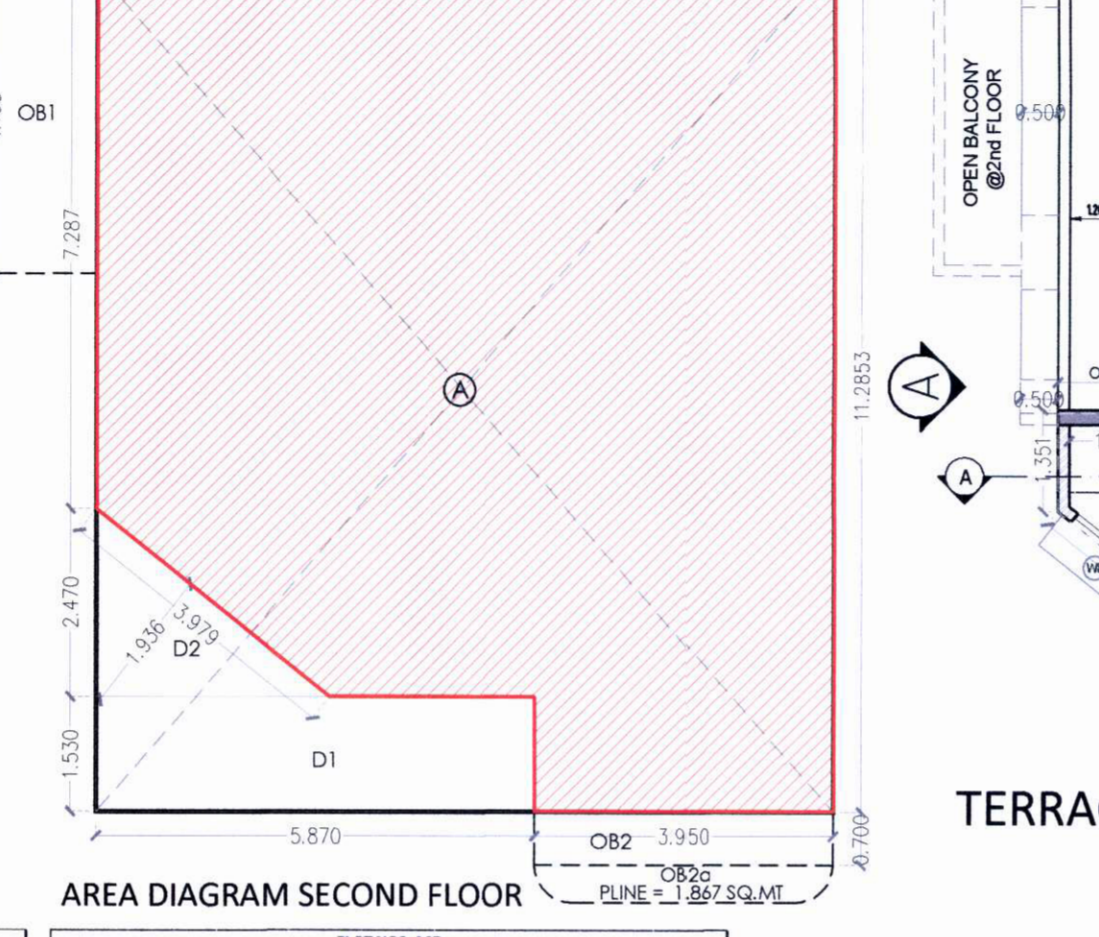 OB1
7.287
A
11.2853
2.470
3.979
1.936
D2
1.530
D1
5.870
OB2
3.950
0.700
OB2a
PLINE = 1.867 SQ.MT
AREA DIAGRAM SECOND FLOOR
OPEN BALCONY
@2nd FLOOR
0.500
A
0.500
A
1.351